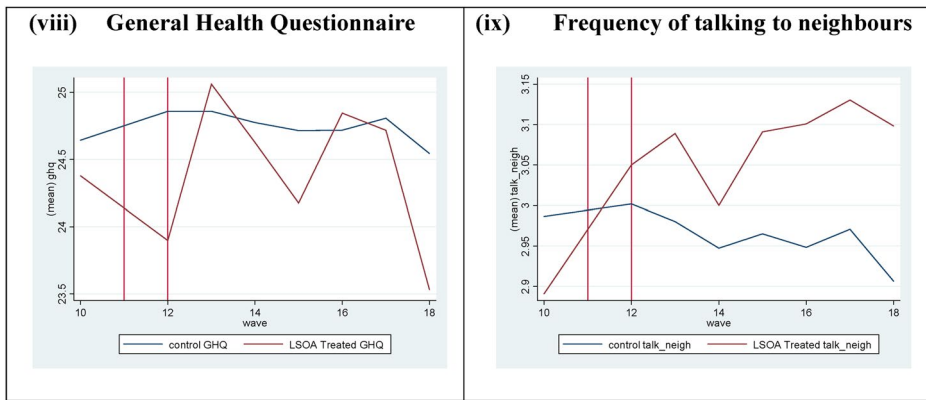 (viii) General Health Questionnaire
(mean) ghq
25
24.5
24
23.5
10 12 14 16 18
wave
control GHQ LSOA Treated GHQ
(ix) Frequency of talking to neighbours
(mean) talk_neigh
3.15
3.1
3.05
3
2.95
2.9
10 12 14 16 18
wave
control talk_neigh LSOA Treated talk_neigh